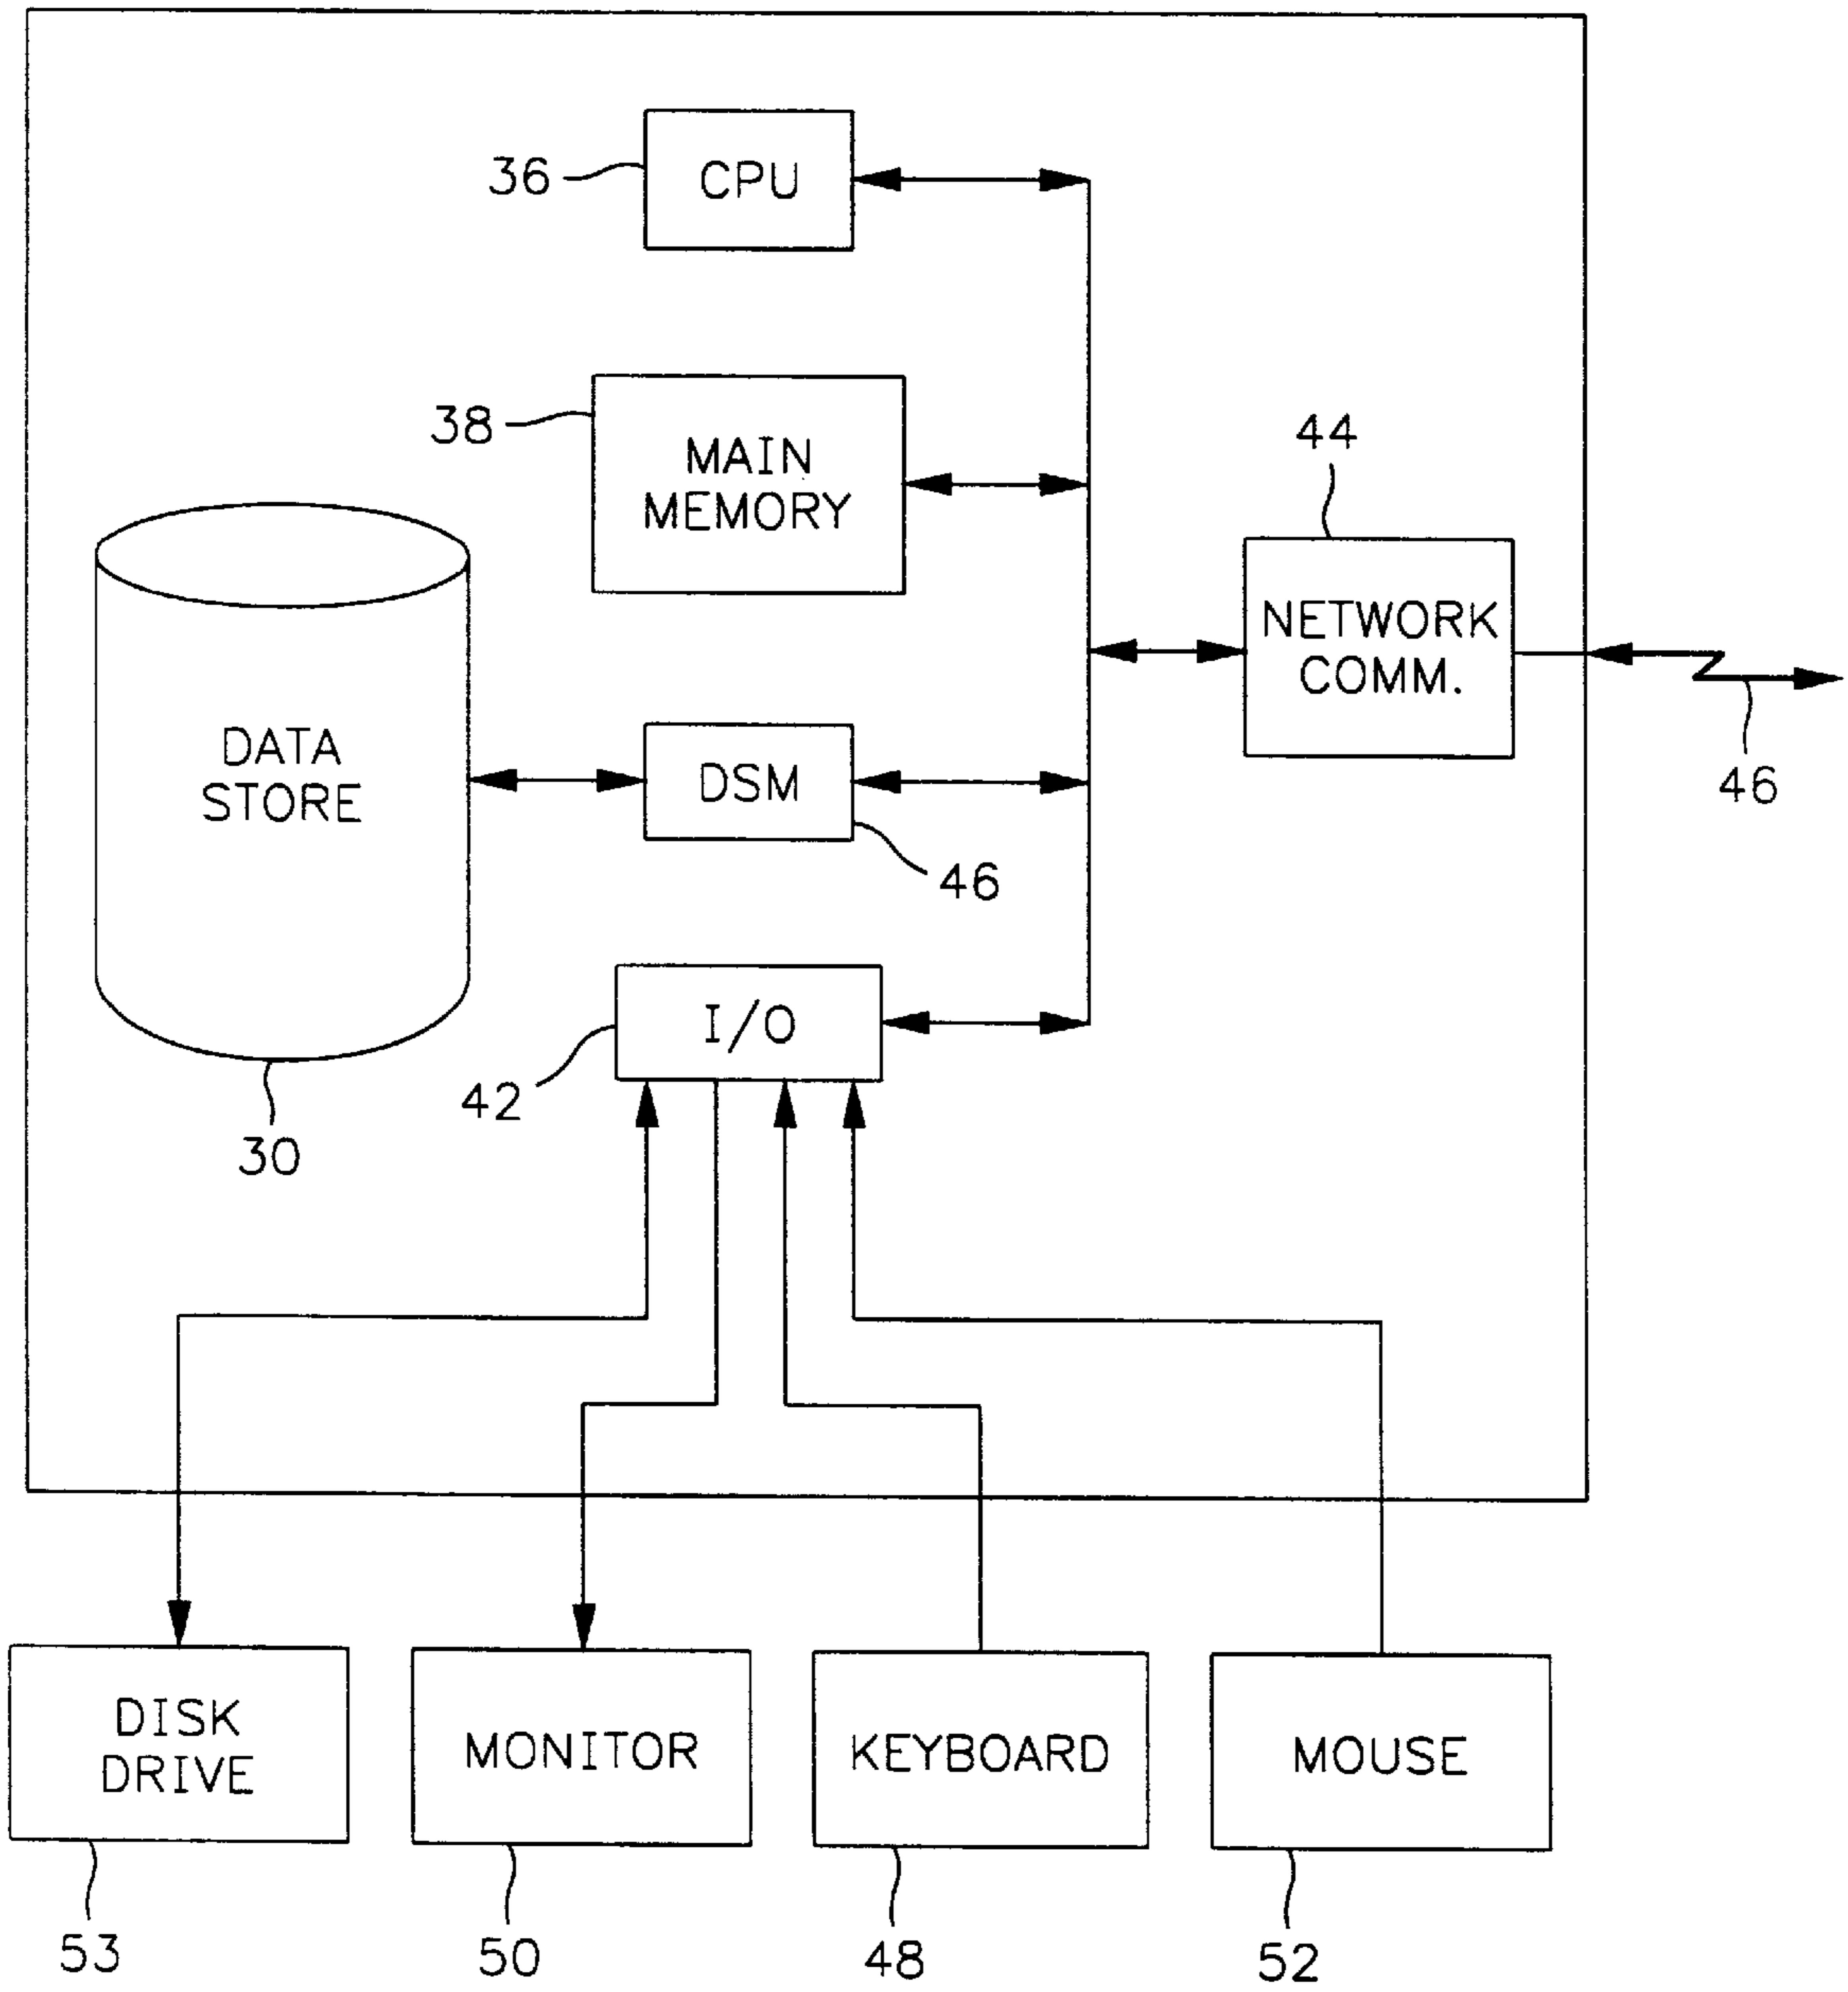 36
CPU
38
MAIN
MEMORY
44
NETWORK
COMM.
46
DATA
STORE
DSM
46
I/O
42
30
DISK
DRIVE
MONITOR
KEYBOARD
MOUSE
53
50
48
52